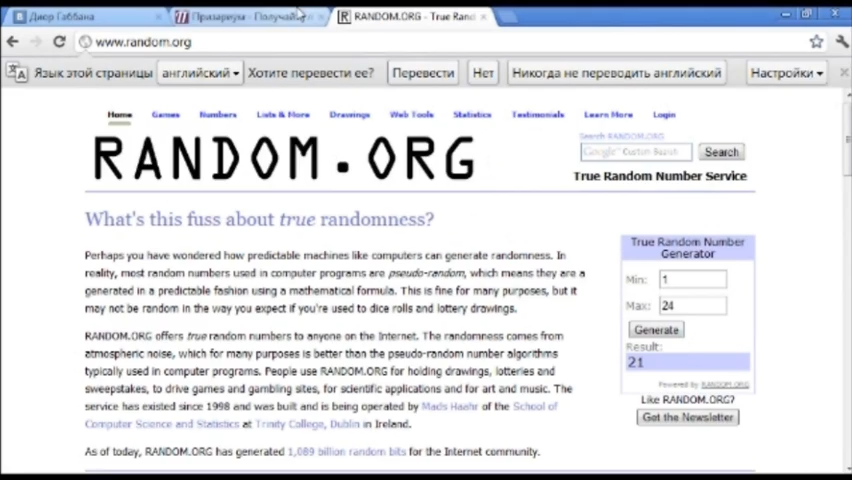 Диор Габбана
Призариум - Получай
RANDOM.ORG - True Rand
www.random.org
Язык этой страницы английский Хотите перевести ее? Перевести Нет Никогда не переводить английский Настройки
Home Games Numbers Lists & More Drawings Web Tools Statistics Testimonials Learn More Login
RANDOM.ORG
Search RANDOM.ORG
Google™ Custom Search Search
True Random Number Service
What's this fuss about true randomness?
Perhaps you have wondered how predictable machines like computers can generate randomness. In
reality, most random numbers used in computer programs are pseudo-random, which means they are a
generated in a predictable fashion using a mathematical formula. This is fine for many purposes, but it
may not be random in the way you expect if you're used to dice rolls and lottery drawings.
RANDOM.ORG offers true random numbers to anyone on the Internet. The randomness comes from
atmospheric noise, which for many purposes is better than the pseudo-random number algorithms
typically used in computer programs. People use RANDOM.ORG for holding drawings, lotteries and
sweepstakes, to drive games and gambling sites, for scientific applications and for art and music. The
service has existed since 1998 and was built and is being operated by Mads Haahr of the School of
Computer Science and Statistics at Trinity College, Dublin in Ireland.
As of today, RANDOM.ORG has generated 1,089 billion random bits for the Internet community.
True Random Number
Generator
Min: 1
Max: 24
Generate
Result:
21
Powered by RANDOM.ORG
Like RANDOM.ORG?
Get the Newsletter